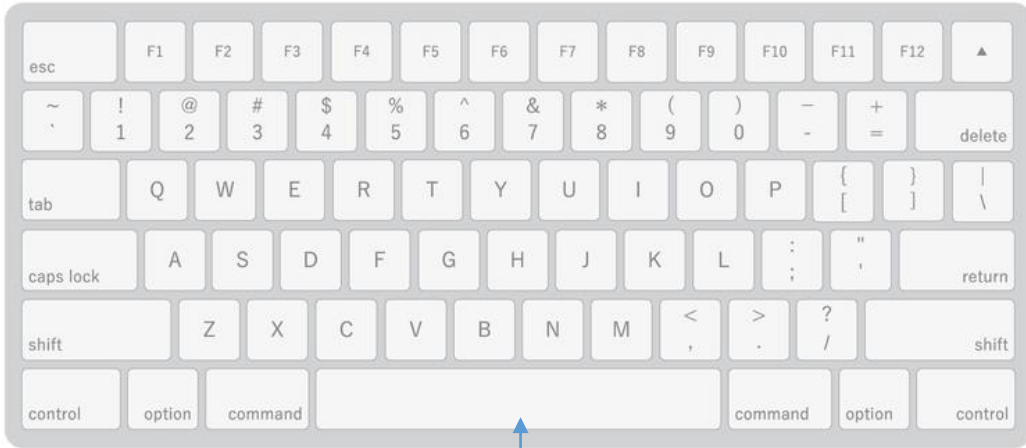 esc F1 F2 F3 F4 F5 F6 F7 F8 F9 F10 F11 F12 ▲
~ ! @ # $ % ^ & * ( ) — +
` 1 2 3 4 5 6 7 8 9 0 - = delete
tab Q W E R T Y U I O P { } |
[ ] \
caps lock A S D F G H J K L : "
; ' return
shift Z X C V B N M < > ?
, . / shift
control option command command option control